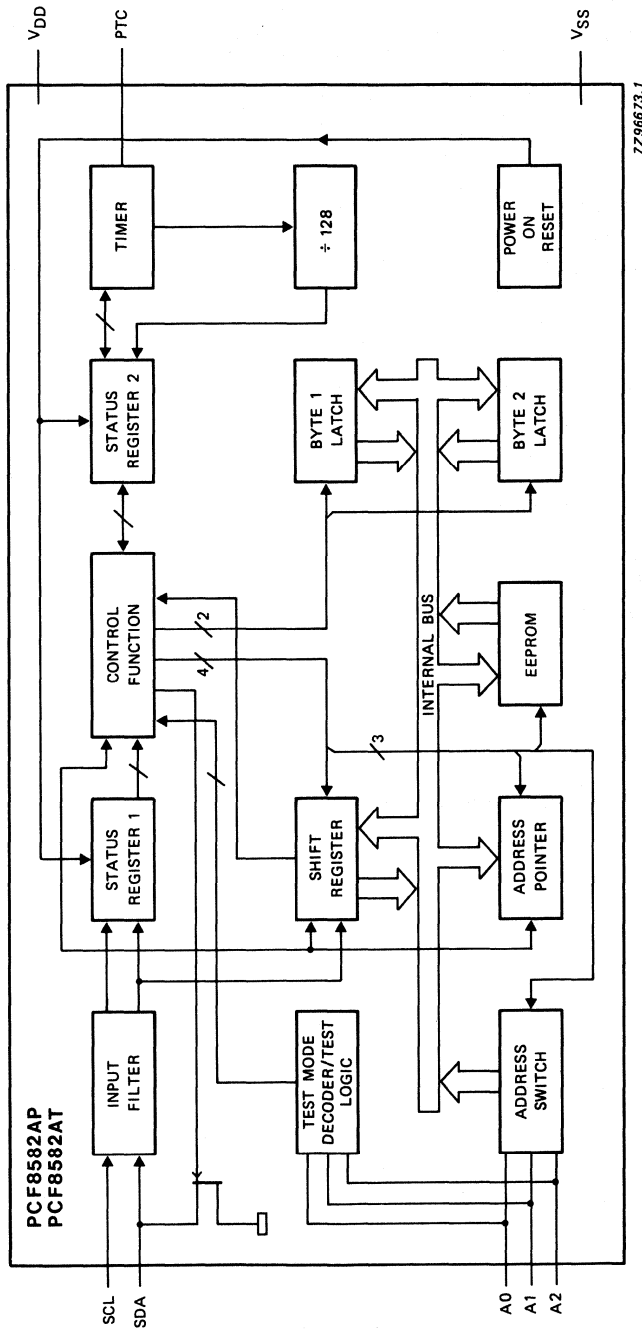 PCF8582AP
PCF8582AT
SCL
SDA
A0
A1
A2
INPUT
FILTER
STATUS
REGISTER 1
CONTROL
FUNCTION
STATUS
REGISTER 2
TIMER
VDD
PTC
VSS
TEST MODE
DECODER/TEST
LOGIC
SHIFT
REGISTER
4
2
3
BYTE 1
LATCH
÷ 128
INTERNAL BUS
ADDRESS
SWITCH
ADDRESS
POINTER
EEPROM
BYTE 2
LATCH
POWER
ON
RESET
7Z96673.1